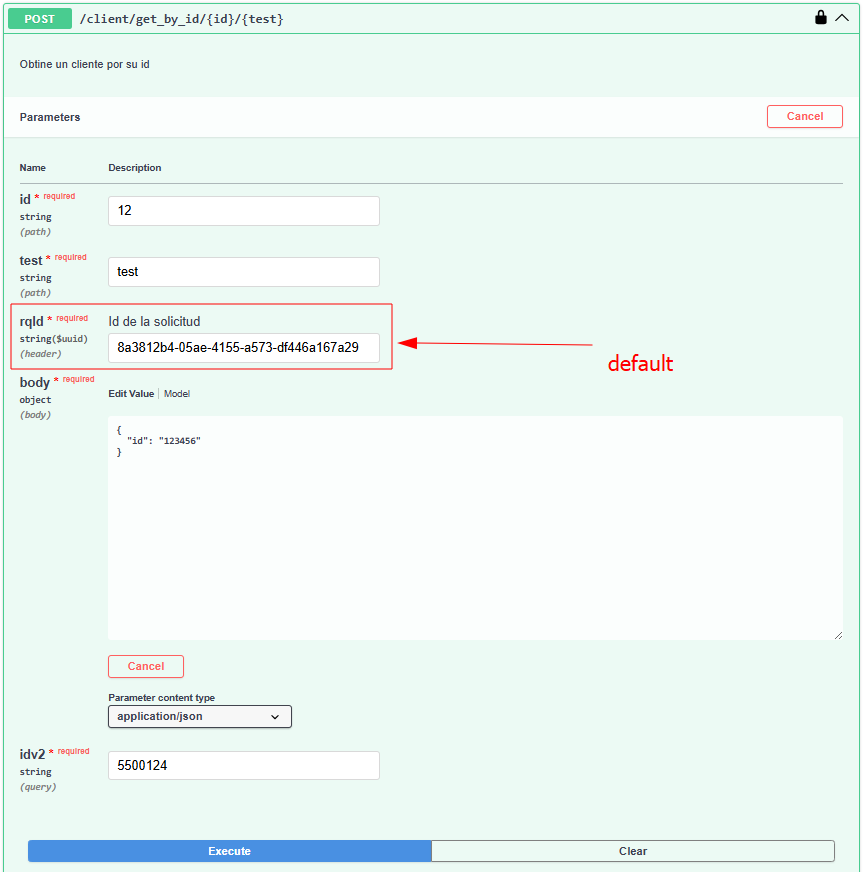 POST /client/get_by_id/{id}/{test}
Obtine un cliente por su id
Parameters
Cancel
Name Description
id * required
string
(path)
12
test * required
string
(path)
test
rqId * required
string($uuid)
(header)
Id de la solicitud
8a3812b4-05ae-4155-a573-df446a167a29
default
body * required
object
(body)
Edit Value Model
{
"id": "123456"
}
Cancel
Parameter content type
application/json
idv2 * required
string
(query)
5500124
Execute Clear